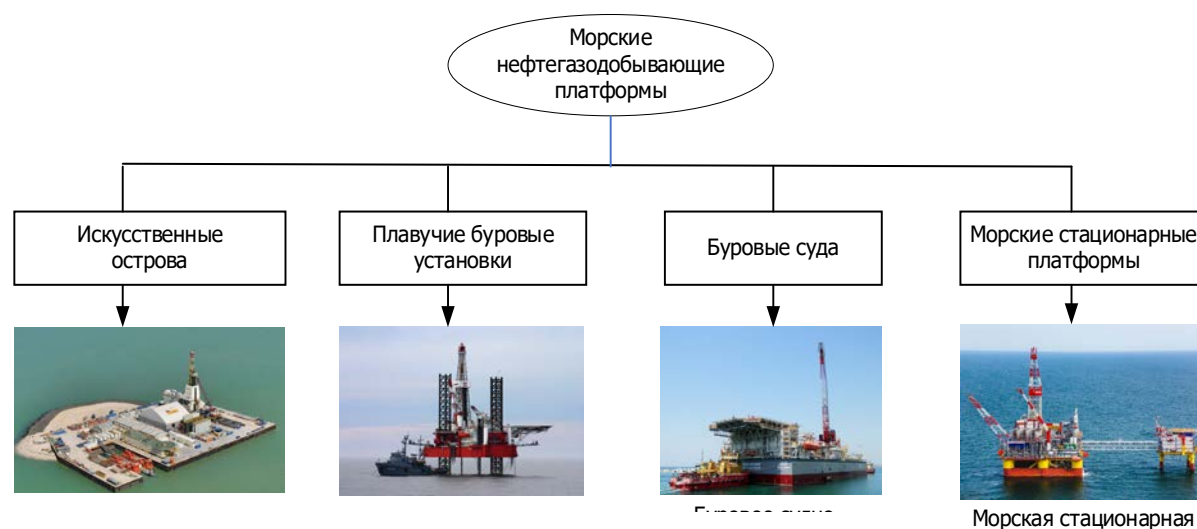 Морские
нефтегазодобывающие
платформы
Искусственные
острова
Плавучие буровые
установки
Буровые суда
Морские стационарные
платформы
Морская стационарная